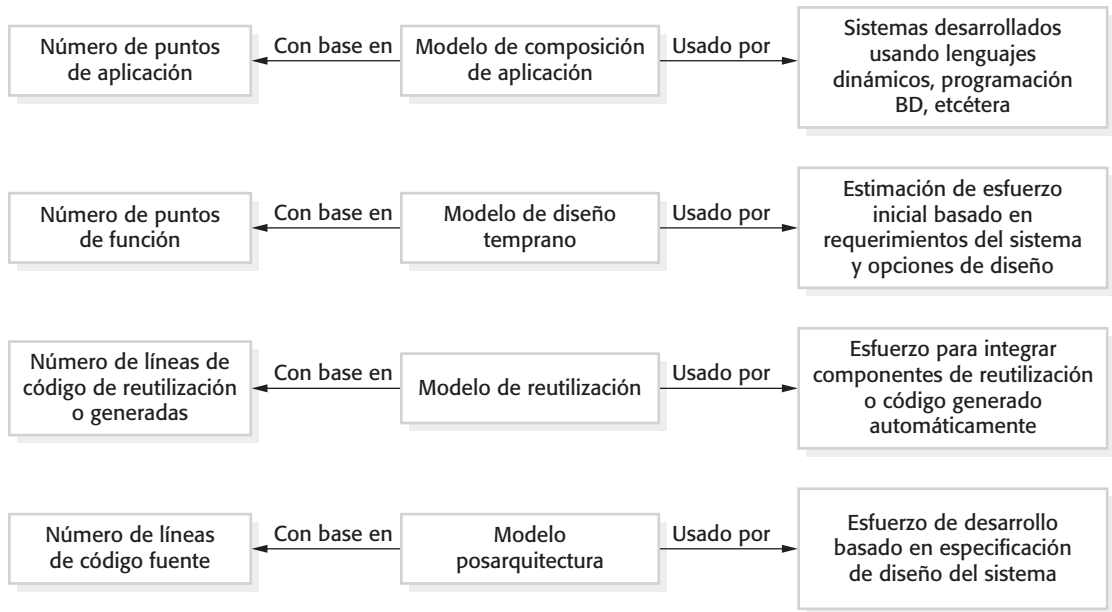 Número de puntos
de aplicación
Con base en
Modelo de composición
de aplicación
Usado por
Sistemas desarrollados
usando lenguajes
dinámicos, programación
BD, etcétera
Número de puntos
de función
Con base en
Modelo de diseño
temprano
Usado por
Estimación de esfuerzo
inicial basado en
requerimientos del sistema
y opciones de diseño
Número de líneas de
código de reutilización
o generadas
Con base en
Modelo de reutilización
Usado por
Esfuerzo para integrar
componentes de reutilización
o código generado
automáticamente
Número de líneas
de código fuente
Con base en
Modelo
posarquitectura
Usado por
Esfuerzo de desarrollo
basado en especificación
de diseño del sistema